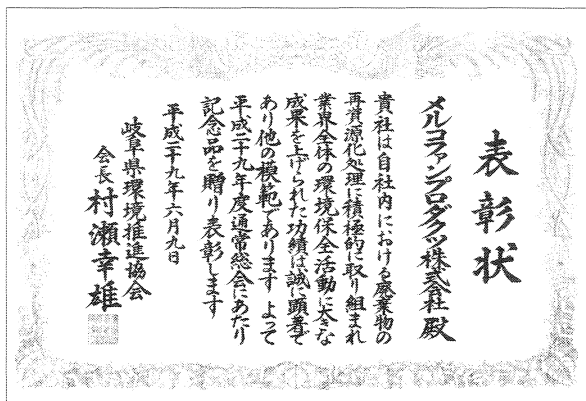 表彰状
メルコファンプロダクツ株式会社 殿
貴社は自社内における廃棄物の
再資源化処理に積極的に取り組まれ
業界全体の環境保全活動に大きな
成果を上げられた功績は誠に顕著で
あり他の模範であります よって
平成二十九年度通常総会にあたり
記念品を贈り表彰します
平成二十九年六月九日
岐阜県環境推進協会
会長 村瀬幸雄